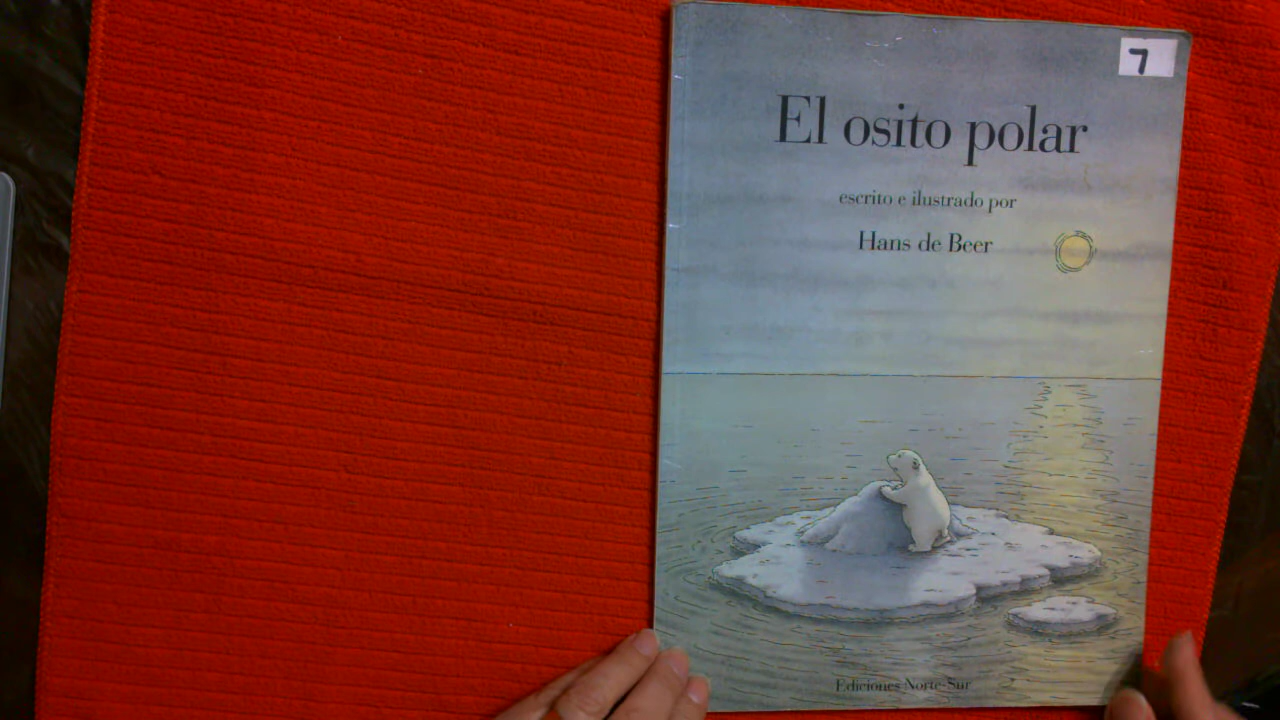 7
El osito polar
escrito e ilustrado por
Hans de Beer
Ediciones Norte-Sur